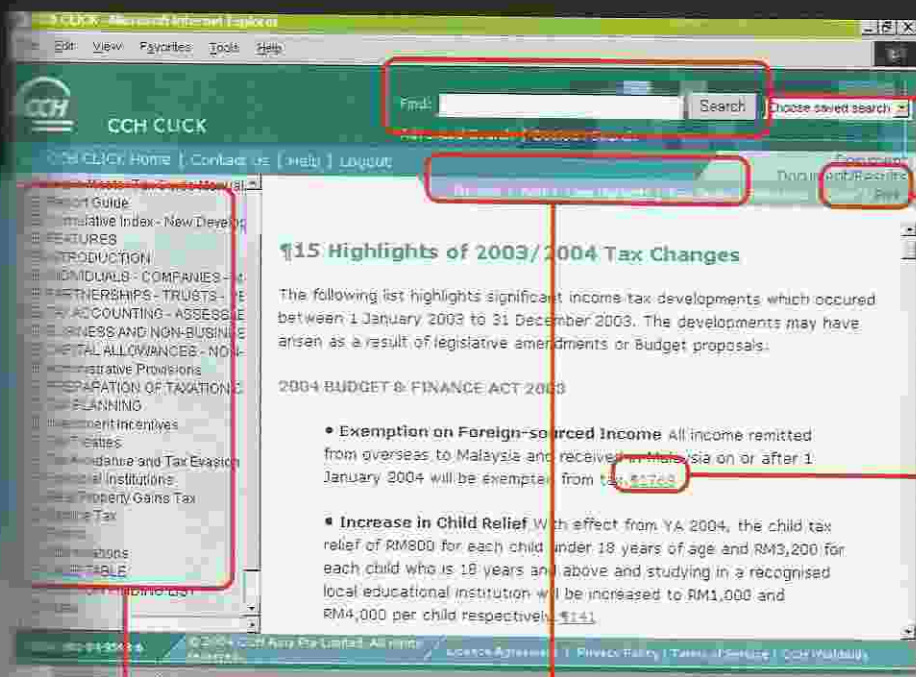 CLICK - Microsoft Internet Explorer
Edit View Favorites Tools Help
CCH
CCH CLICK
Find:
Search
Choose saved search
CCH CLICK Home | Contact Us | Help | Logout
Document
Document/Results
Report Guide
Index - New Develop
FEATURES
INTRODUCTION
INDIVIDUALS - COMPANIES -
PARTNERSHIPS - TRUSTS -
TAX ACCOUNTING - ASSESSABLE
BUSINESS AND NON-BUSINE
CAPITAL ALLOWANCES - NON-
Administrative Provisions
PREPARATION OF TAXATION
TAX PLANNING
Investment Incentives
Tax Treaties
Tax Avoidance and Tax Evasion
Financial Institutions
Real Property Gains Tax
Service Tax
TABLE
FINDING LIST
¶15 Highlights of 2003/2004 Tax Changes
The following list highlights significant income tax developments which occured
between 1 January 2003 to 31 December 2003. The developments may have
arisen as a result of legislative amendments or Budget proposals.
2004 BUDGET & FINANCE ACT 2003
• Exemption on Foreign-sourced Income All income remitted
from overseas to Malaysia and received in Malaysia on or after 1
January 2004 will be exempted from tax.
• Increase in Child Relief With effect from YA 2004, the child tax
relief of RM800 for each child under 18 years of age and RM3,200 for
each child who is 18 years and above and studying in a recognised
local educational institution will be increased to RM1,000 and
RM4,000 per child respectively. ¶141
© 2004 CCH Asia Pte Limited. All rights
reserved.
Licence Agreement | Privacy Policy | Terms of Service | CCH Worldwide